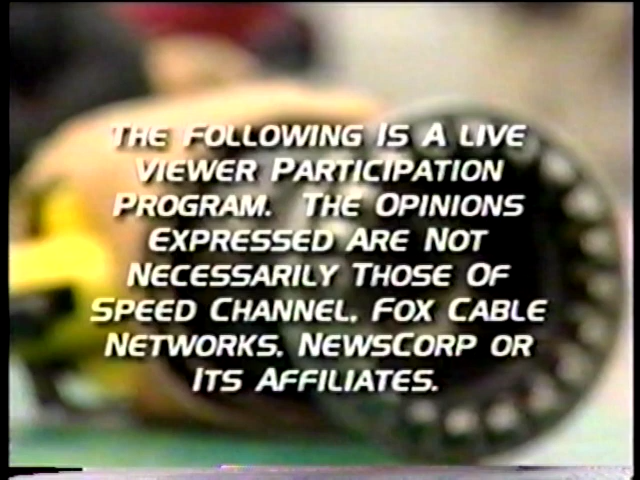 The Following Is A Live
Viewer Participation
Program. The Opinions
Expressed Are Not
Necessarily Those Of
Speed Channel, Fox Cable
Networks, NewsCorp or
Its Affiliates.